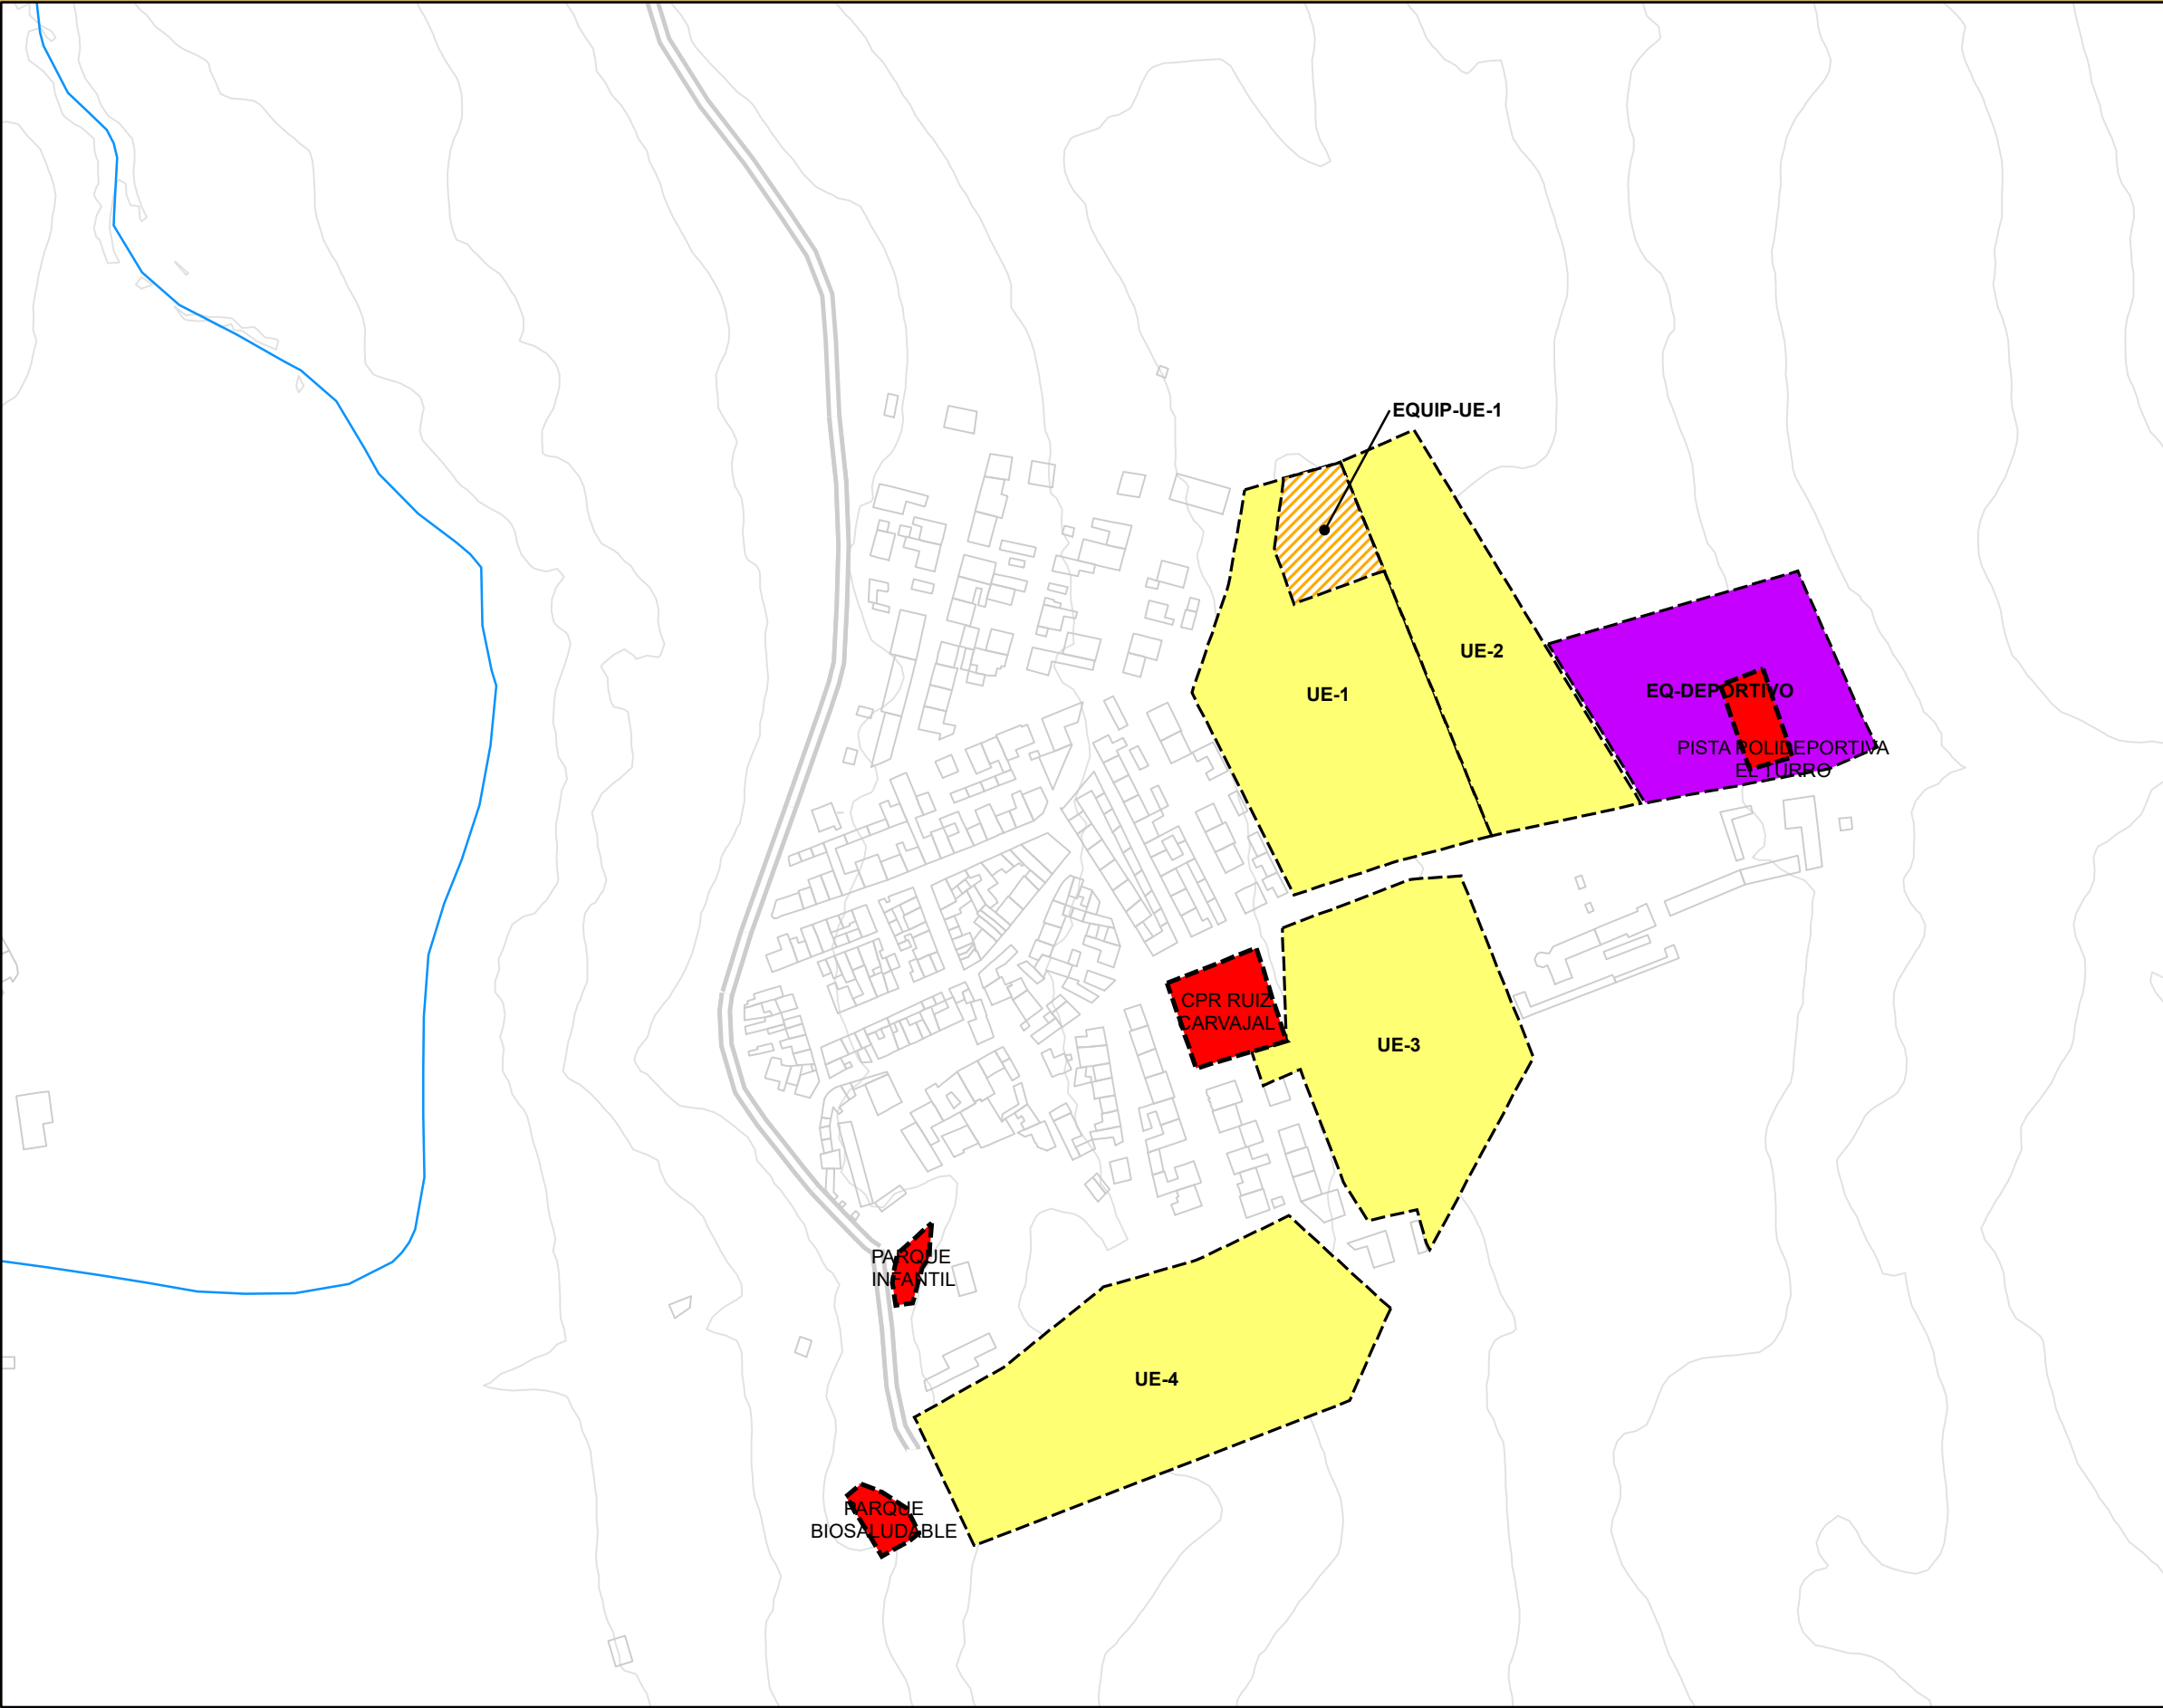 EQUIP-UE-1
UE-2
UE-1
EQ-DEPORTIVO
PISTA POLIDEPORTIVA
EL TURRO
CPR RUIZ
CARVAJAL
UE-3
PARQUE
INFANTIL
UE-4
PARQUE
BIOSALUDABLE